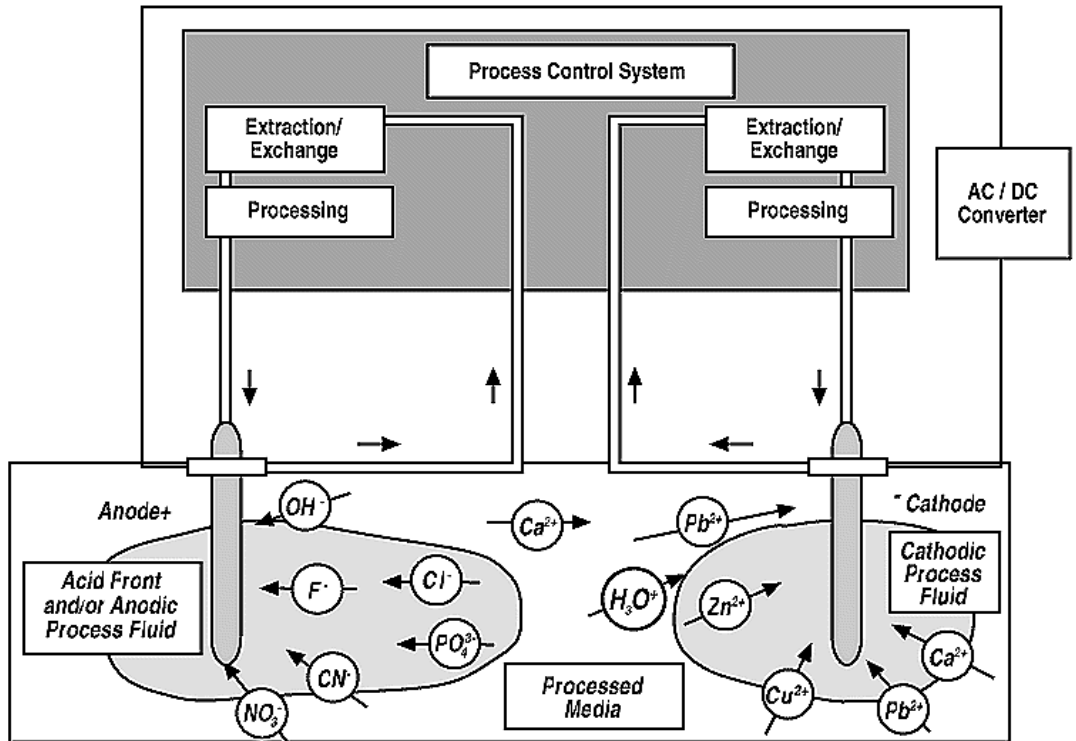 Process Control System
Extraction/
Exchange
Extraction/
Exchange
Processing
Processing
AC / DC
Converter
Anode+
OH⁻
Ca²⁺
Pb²⁺
⁻ Cathode
Acid Front
and/or Anodic
Process Fluid
F⁻
Cl⁻
H₃O⁺
Zn²⁺
Cathodic
Process
Fluid
PO₄³⁻
CN⁻
NO₃⁻
Processed
Media
Cu²⁺
Pb²⁺
Ca²⁺